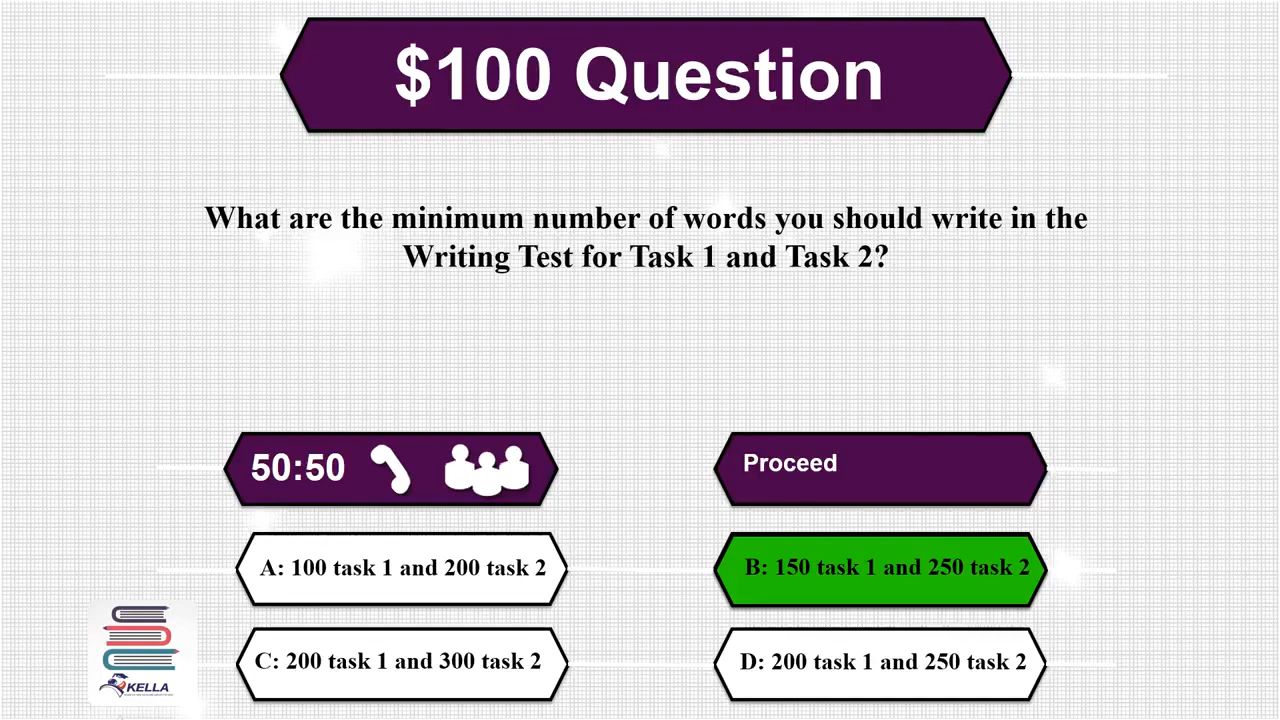 $100 Question
What are the minimum number of words you should write in the
Writing Test for Task 1 and Task 2?
50:50
Proceed
A: 100 task 1 and 200 task 2
B: 150 task 1 and 250 task 2
C: 200 task 1 and 300 task 2
D: 200 task 1 and 250 task 2
KELLA